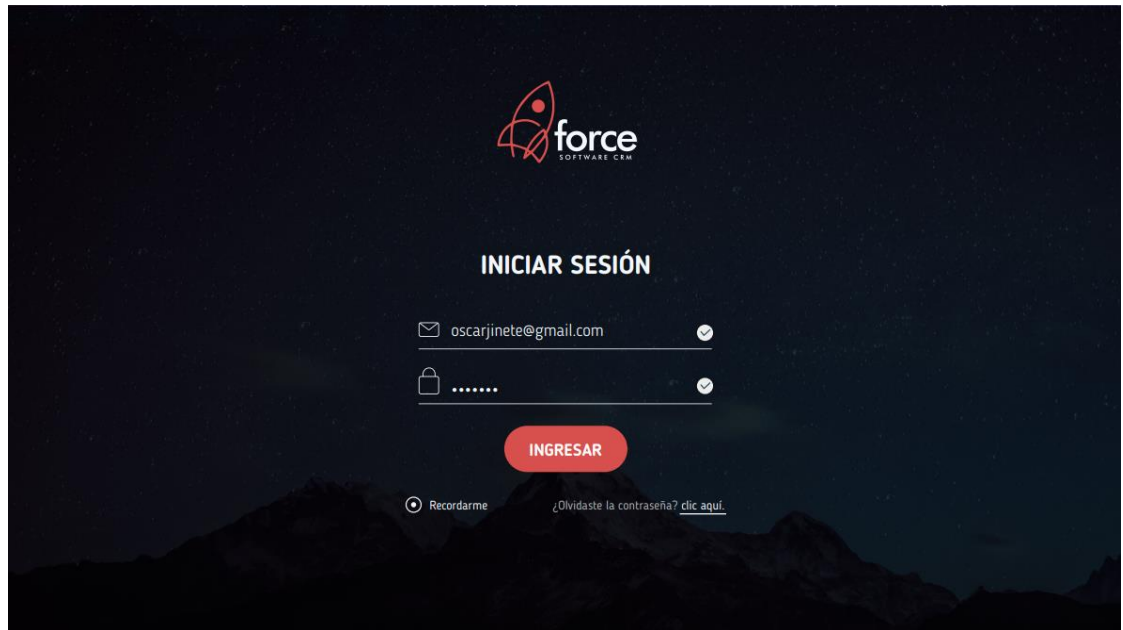 force
SOFTWARE CRM
INICIAR SESIÓN
oscarjinete@gmail.com
•••••••
INGRESAR
Recordarme
¿Olvidaste la contraseña? clic aquí.